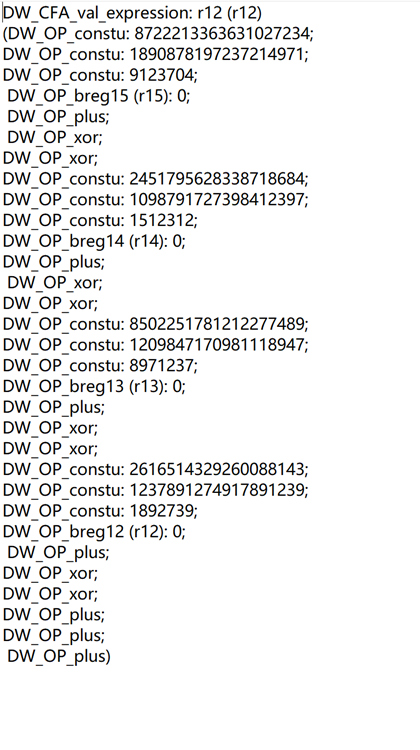 DW_CFA_val_expression: r12 (r12)
(DW_OP_constu: 8722213363631027234;
DW_OP_constu: 1890878197237214971;
DW_OP_constu: 9123704;
DW_OP_breg15 (r15): 0;
DW_OP_plus;
DW_OP_xor;
DW_OP_xor;
DW_OP_constu: 2451795628338718684;
DW_OP_constu: 1098791727398412397;
DW_OP_constu: 1512312;
DW_OP_breg14 (r14): 0;
DW_OP_plus;
DW_OP_xor;
DW_OP_xor;
DW_OP_constu: 8502251781212277489;
DW_OP_constu: 1209847170981118947;
DW_OP_constu: 8971237;
DW_OP_breg13 (r13): 0;
DW_OP_plus;
DW_OP_xor;
DW_OP_xor;
DW_OP_constu: 2616514329260088143;
DW_OP_constu: 1237891274917891239;
DW_OP_constu: 1892739;
DW_OP_breg12 (r12): 0;
DW_OP_plus;
DW_OP_xor;
DW_OP_xor;
DW_OP_plus;
DW_OP_plus;
DW_OP_plus)